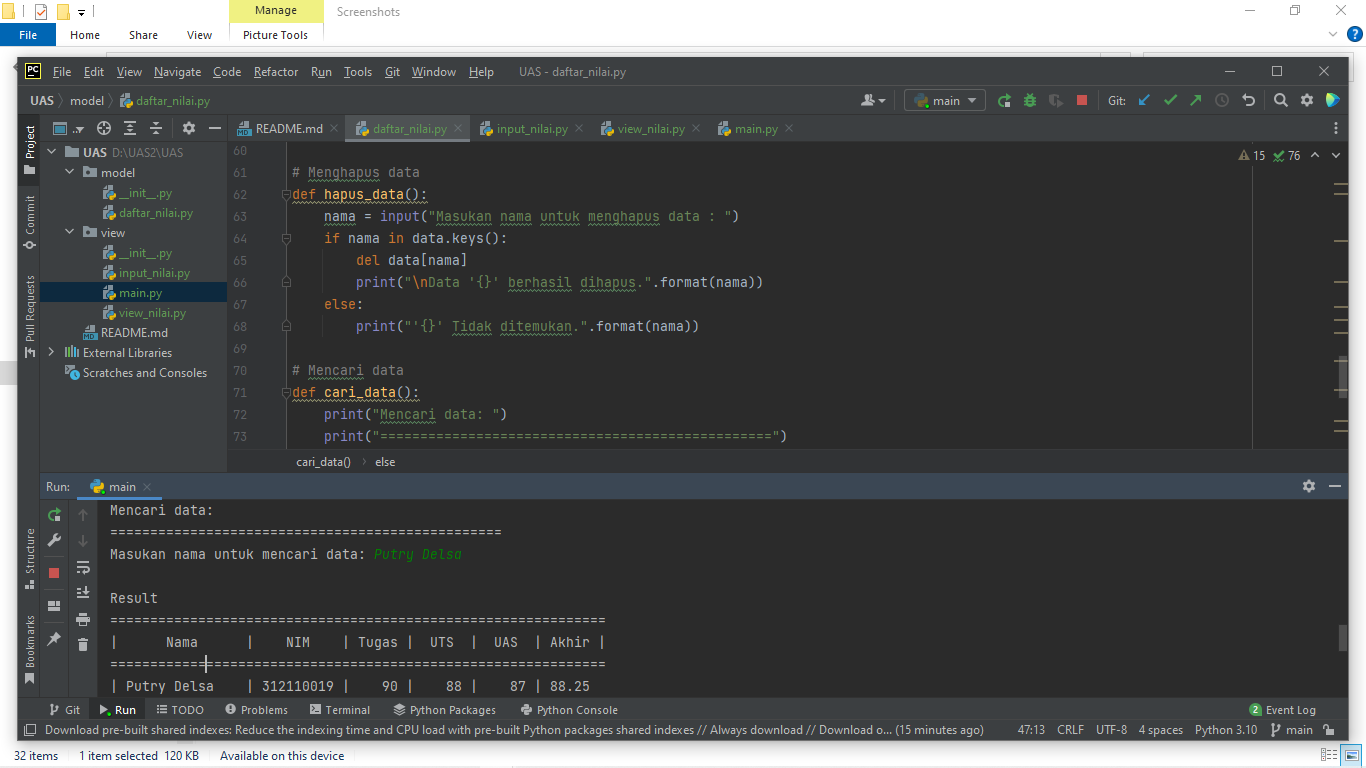 Manage
Screenshots
File Home Share View Picture Tools
PC File Edit View Navigate Code Refactor Run Tools Git Window Help UAS - daftar_nilai.py
UAS model daftar_nilai.py main Git:
Project
Commit
Pull Requests
Structure
Bookmarks
README.md daftar_nilai.py input_nilai.py view_nilai.py main.py
UAS D:\UAS2\UAS
model
__init__.py
daftar_nilai.py
view
__init__.py
input_nilai.py
main.py
view_nilai.py
README.md
External Libraries
Scratches and Consoles
15 76
60
61 # Menghapus data
62 def hapus_data():
63 nama = input("Masukan nama untuk menghapus data : ")
64 if nama in data.keys():
65 del data[nama]
66 print("\nData '{}' berhasil dihapus.".format(nama))
67 else:
68 print("'{}' Tidak ditemukan.".format(nama))
69
70 # Mencari data
71 def cari_data():
72 print("Mencari data: ")
73 print("=================================================")
cari_data() else
Run: main
Mencari data:
=================================================
Masukan nama untuk mencari data: Putry Delsa
Result
==============================================================
| Nama | NIM | Tugas | UTS | UAS | Akhir |
==============================================================
| Putry Delsa | 312110019 | 90 | 88 | 87 | 88.25
Git Run TODO Problems Terminal Python Packages Python Console 2 Event Log
Download pre-built shared indexes: Reduce the indexing time and CPU load with pre-built Python packages shared indexes // Always download // Download o... (15 minutes ago) 47:13 CRLF UTF-8 4 spaces Python 3.10 main
32 items 1 item selected 120 KB Available on this device